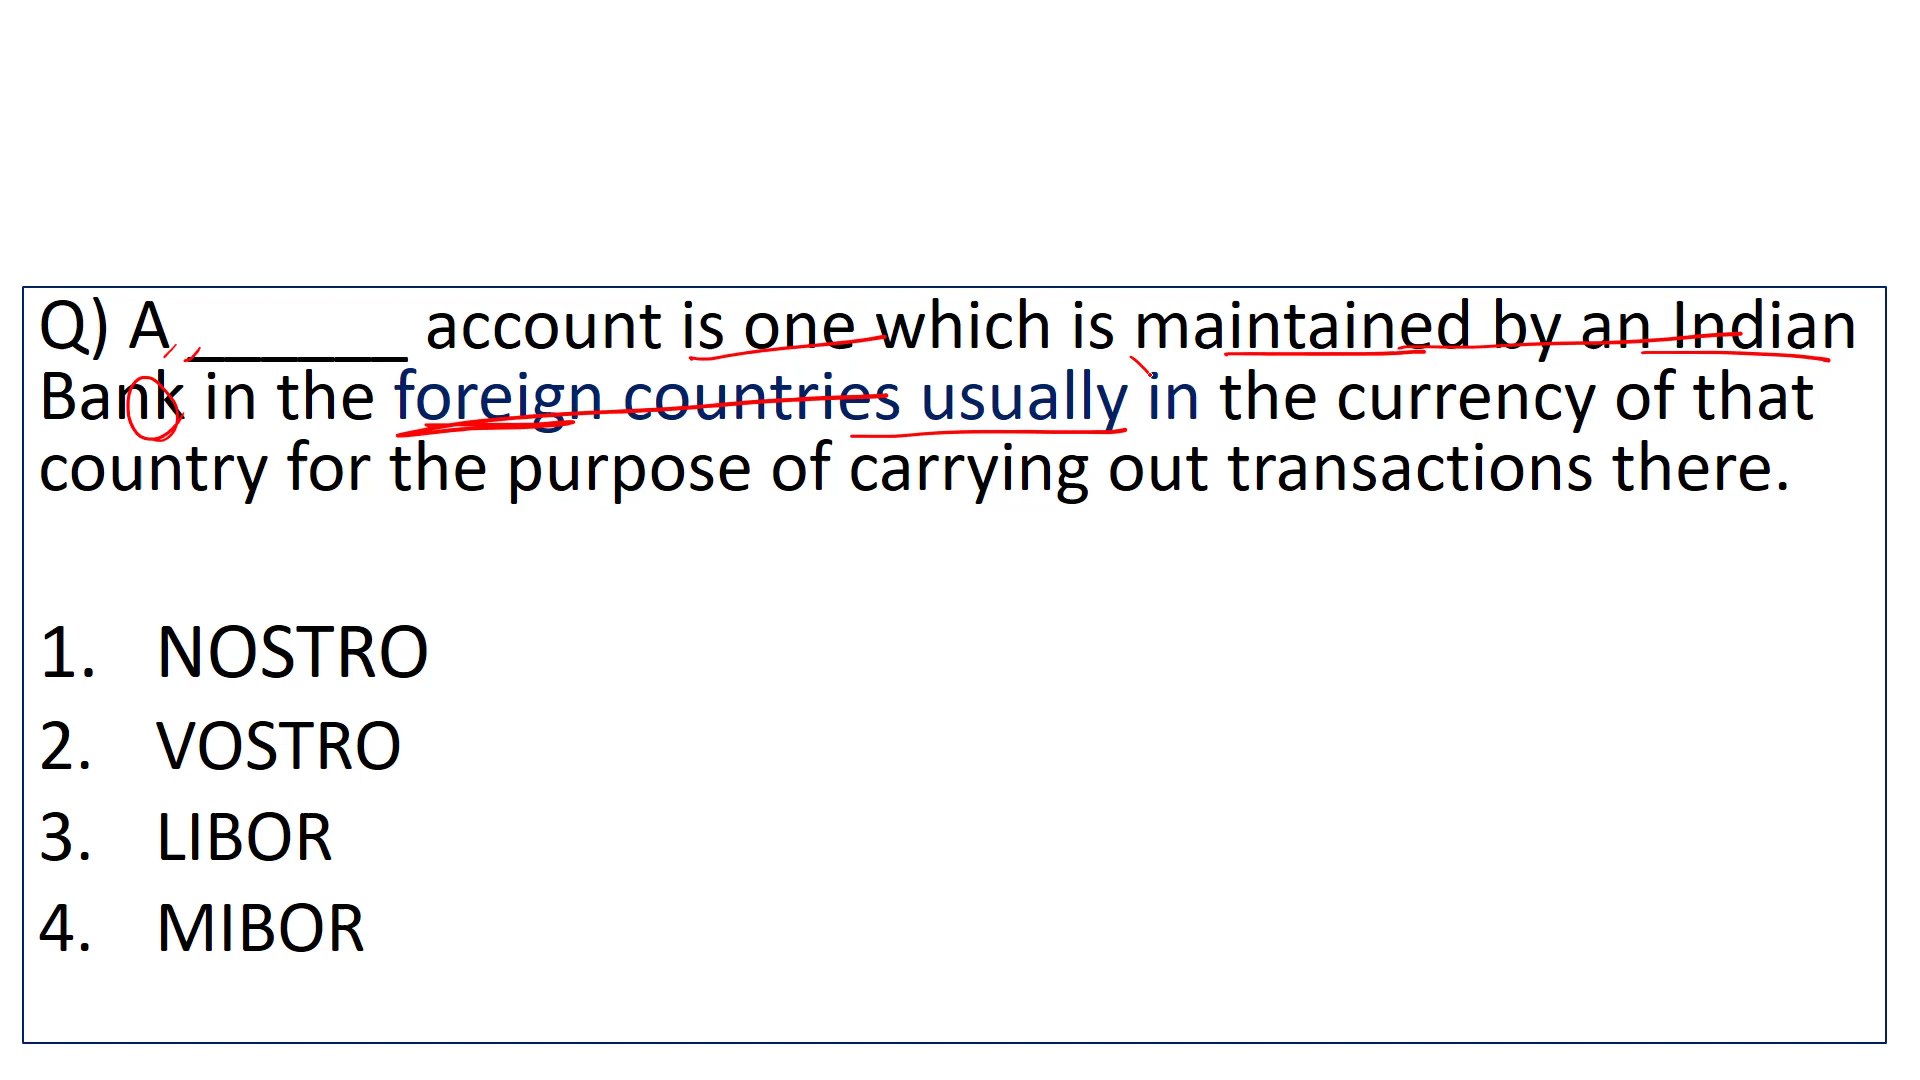 Q) A _______ account is one which is maintained by an Indian
Bank in the foreign countries usually in the currency of that
country for the purpose of carrying out transactions there.
1. NOSTRO
2. VOSTRO
3. LIBOR
4. MIBOR